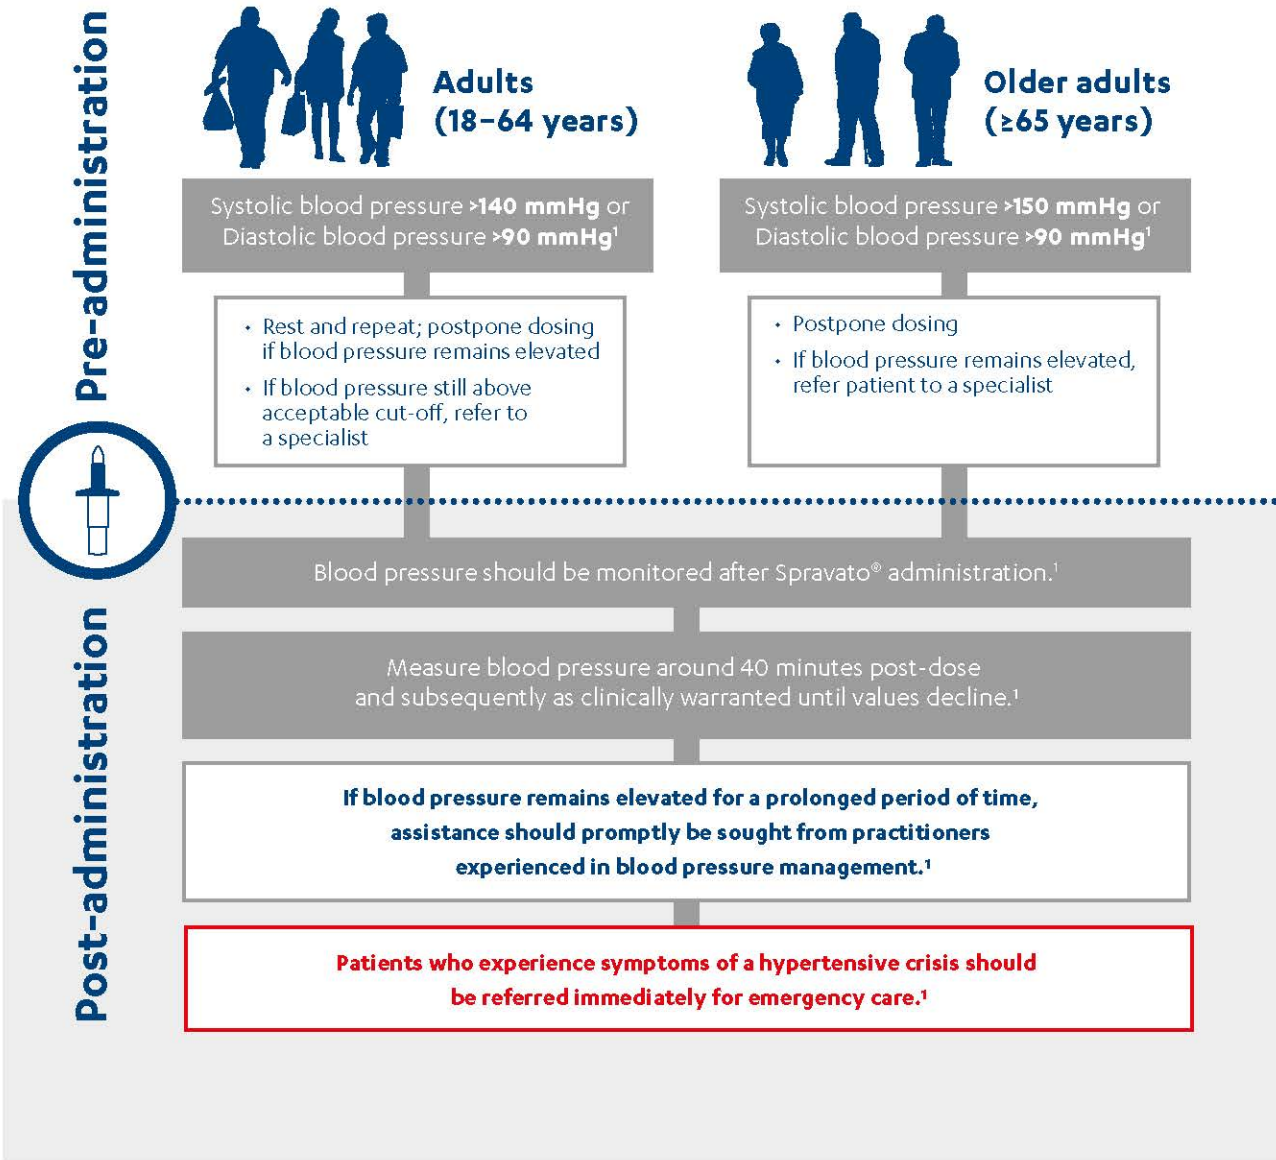 Pre-administration
Adults
(18–64 years)
Systolic blood pressure >140 mmHg or
Diastolic blood pressure >90 mmHg¹
• Rest and repeat; postpone dosing
if blood pressure remains elevated
• If blood pressure still above
acceptable cut-off, refer to
a specialist
Older adults
(≥65 years)
Systolic blood pressure >150 mmHg or
Diastolic blood pressure >90 mmHg¹
• Postpone dosing
• If blood pressure remains elevated,
refer patient to a specialist
Post-administration
Blood pressure should be monitored after Spravato® administration.¹
Measure blood pressure around 40 minutes post-dose
and subsequently as clinically warranted until values decline.¹
If blood pressure remains elevated for a prolonged period of time,
assistance should promptly be sought from practitioners
experienced in blood pressure management.¹
Patients who experience symptoms of a hypertensive crisis should
be referred immediately for emergency care.¹